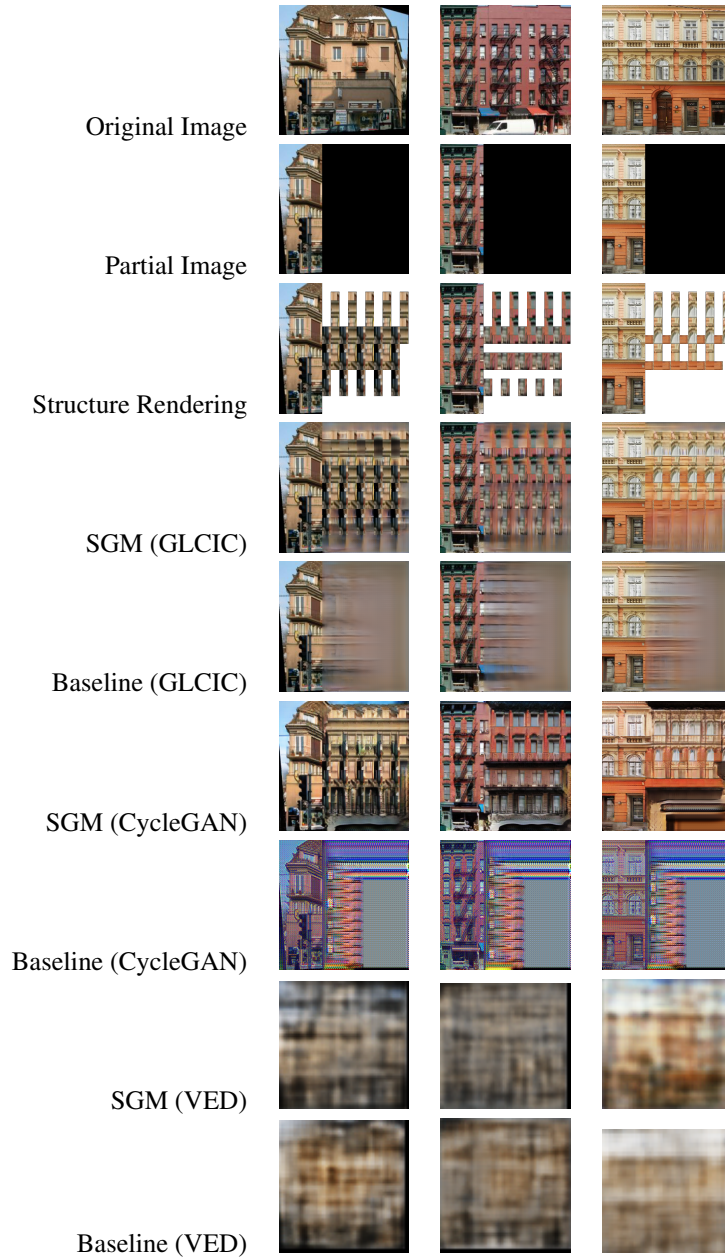 Original Image
Partial Image
Structure Rendering
SGM (GLCIC)
Baseline (GLCIC)
SGM (CycleGAN)
Baseline (CycleGAN)
SGM (VED)
Baseline (VED)